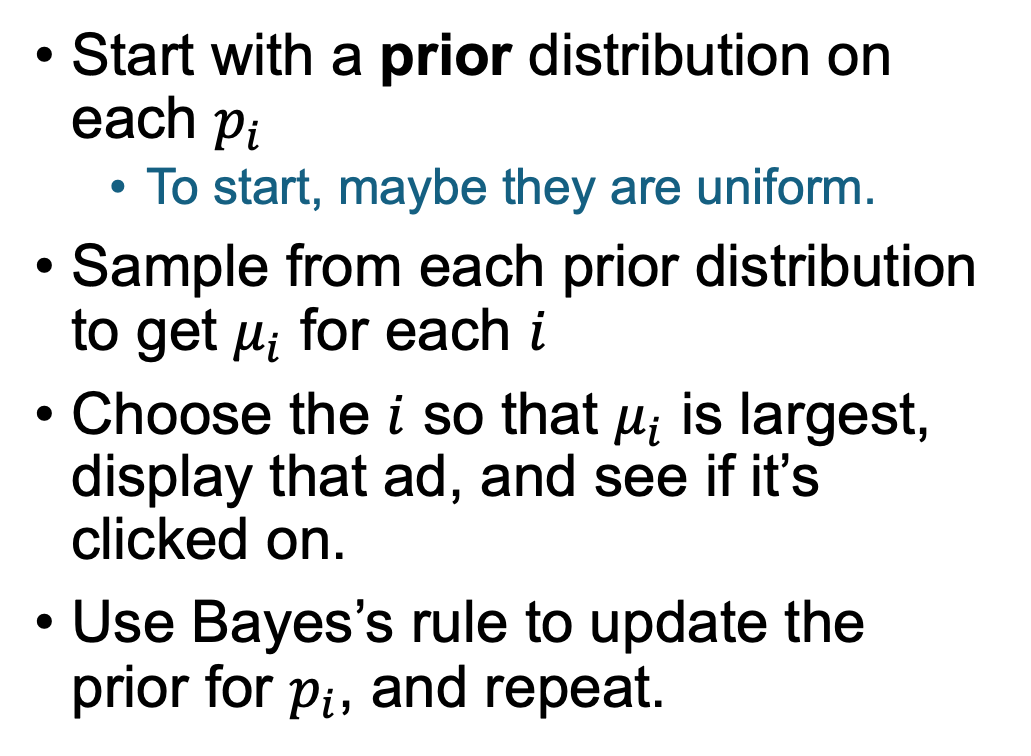 • Start with a prior distribution on
each 𝑝ᵢ
• To start, maybe they are uniform.
• Sample from each prior distribution
to get 𝜇ᵢ for each 𝑖
• Choose the 𝑖 so that 𝜇ᵢ is largest,
display that ad, and see if it’s
clicked on.
• Use Bayes’s rule to update the
prior for 𝑝ᵢ, and repeat.